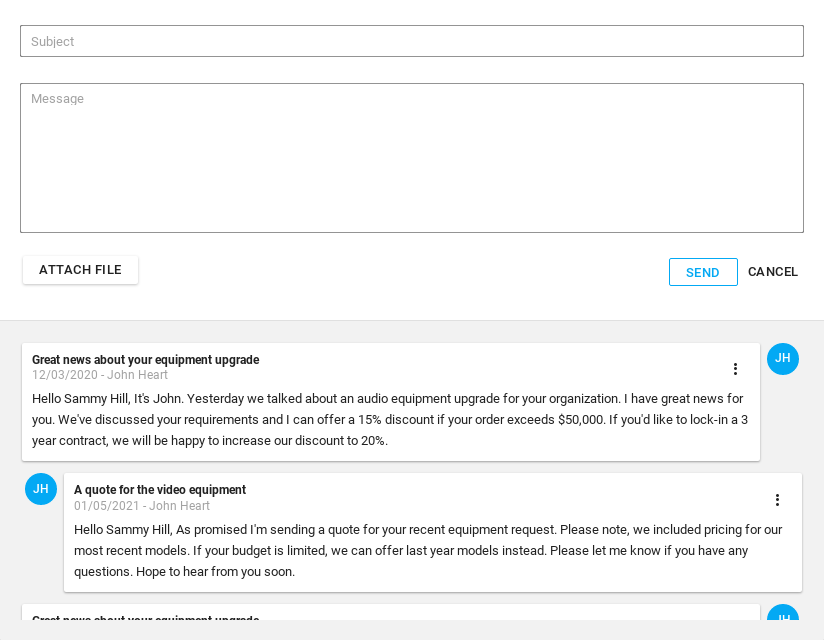 Subject
Message
ATTACH FILE
SEND
CANCEL
Great news about your equipment upgrade
12/03/2020 - John Heart
JH
Hello Sammy Hill, It's John. Yesterday we talked about an audio equipment upgrade for your organization. I have great news for
you. We've discussed your requirements and I can offer a 15% discount if your order exceeds $50,000. If you'd like to lock-in a 3
year contract, we will be happy to increase our discount to 20%.
JH
A quote for the video equipment
01/05/2021 - John Heart
Hello Sammy Hill, As promised I'm sending a quote for your recent equipment request. Please note, we included pricing for our
most recent models. If your budget is limited, we can offer last year models instead. Please let me know if you have any
questions. Hope to hear from you soon.
Great news about your equipment upgrade
JH